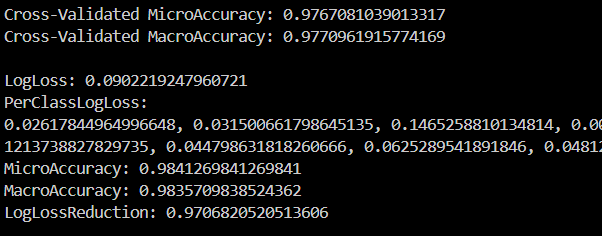 Cross-Validated MicroAccuracy: 0.9767081039013317
Cross-Validated MacroAccuracy: 0.9770961915774169
LogLoss: 0.0902219247960721
PerClassLogLoss:
0.02617844964996648, 0.031500661798645135, 0.1465258810134814, 0.0
1213738827829735, 0.044798631818260666, 0.0625289541891846, 0.04812
MicroAccuracy: 0.9841269841269841
MacroAccuracy: 0.9835709838524362
LogLossReduction: 0.9706820520513606